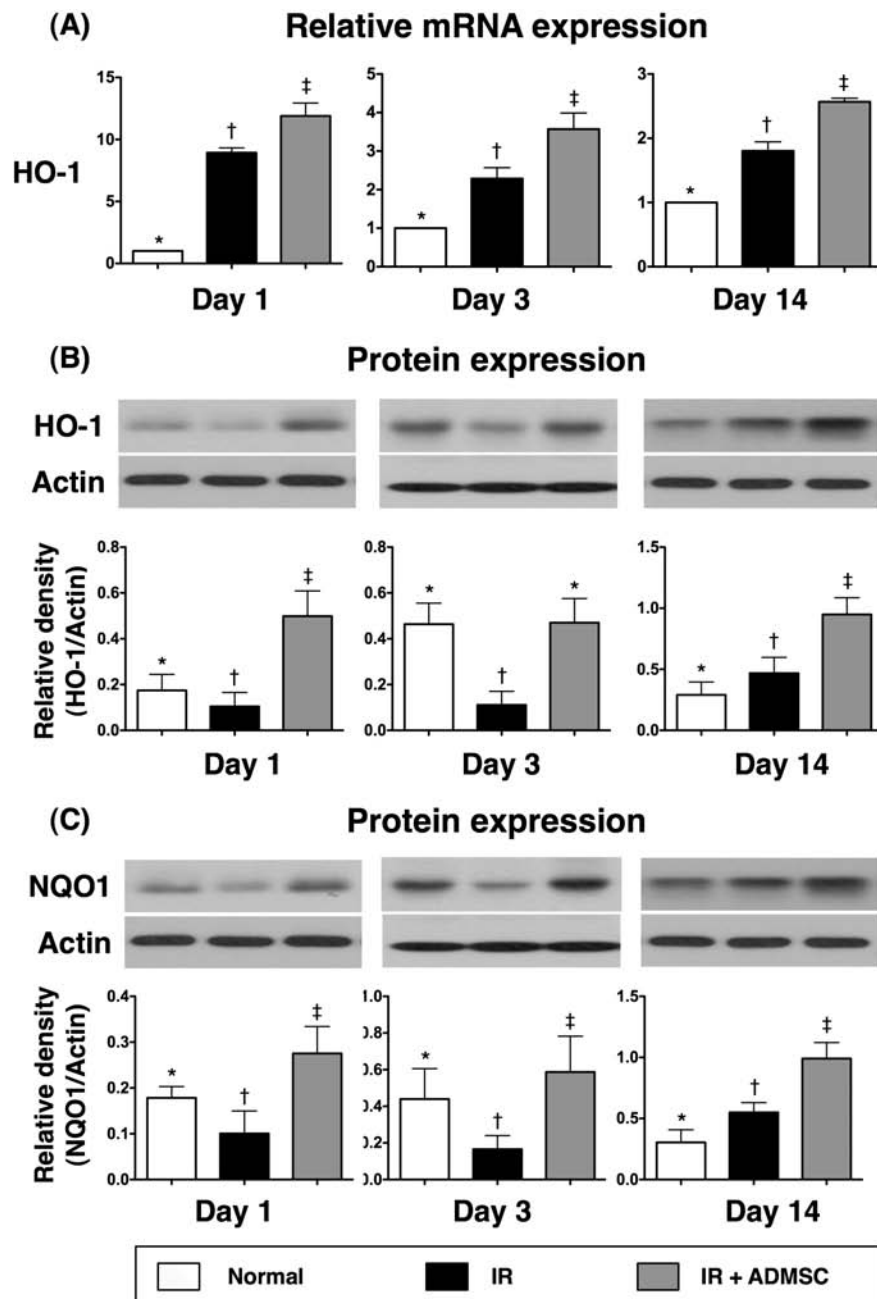 (A) Relative mRNA expression
HO-1
15
10
5
0
* † ‡
Day 1
5
4
3
2
1
0
* † ‡
Day 3
3
2
1
0
* † ‡
Day 14
(B) Protein expression
HO-1
Actin
Relative density
(HO-1/Actin)
0.8
0.6
0.4
0.2
0.0
* † ‡
Day 1
0.8
0.6
0.4
0.2
0.0
* † *
Day 3
1.5
1.0
0.5
0.0
* † ‡
Day 14
(C) Protein expression
NQO1
Actin
Relative density
(NQO1/Actin)
0.4
0.3
0.2
0.1
0.0
* † ‡
Day 1
* † ‡
Day 3
1.5
1.0
0.5
0.0
* † ‡
Day 14
Normal IR IR + ADMSC